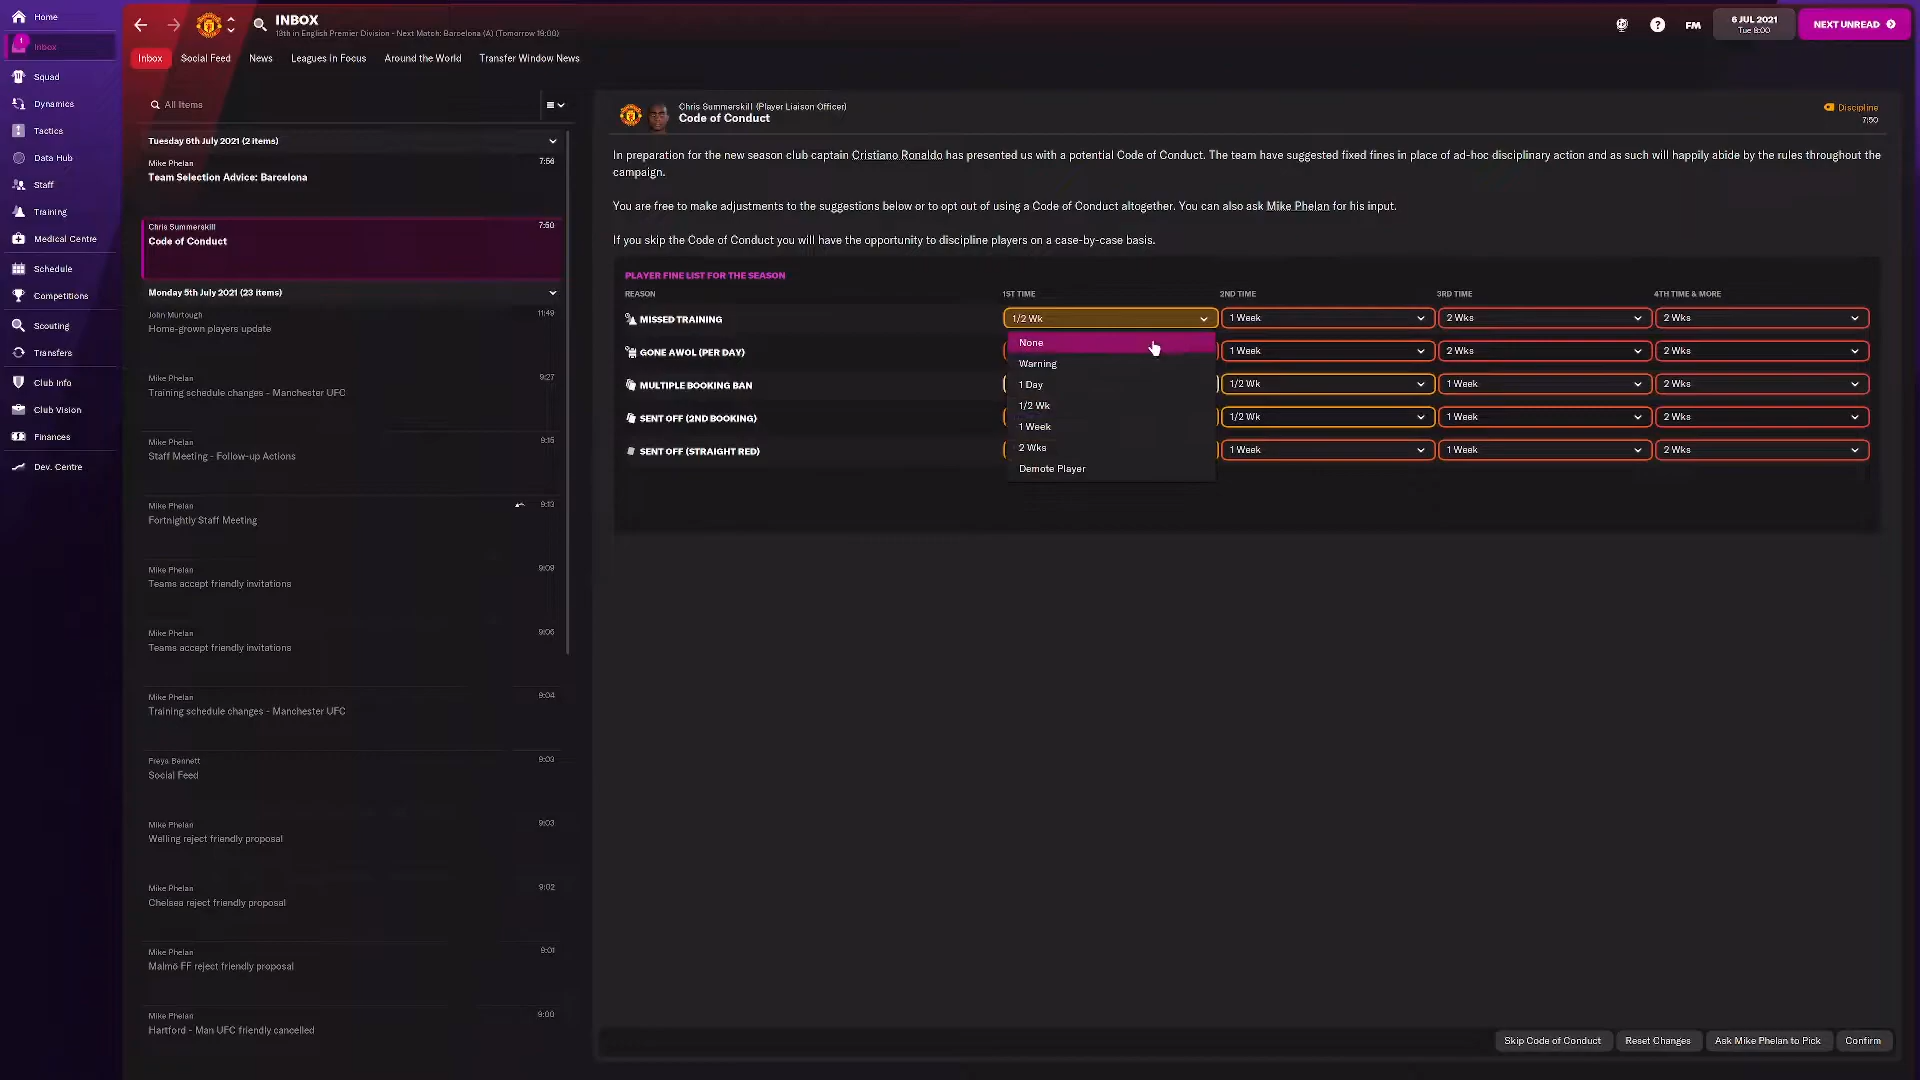 Home
1
Inbox
Squad
Dynamics
Tactics
Data Hub
Staff
Training
Medical Centre
Schedule
Competitions
Scouting
Transfers
Club Info
Club Vision
Finances
Dev. Centre
INBOX
13th in English Premier Division - Next Match: Barcelona (A) (Tomorrow 19:00)
FM
6 JUL 2021
Tue 8:00
NEXT UNREAD
Inbox Social Feed News Leagues in Focus Around the World Transfer Window News
All Items
Tuesday 6th July 2021 (2 items)
Mike Phelan 7:56
Team Selection Advice: Barcelona
Chris Summerskill 7:50
Code of Conduct
Monday 5th July 2021 (23 items)
John Murtough 11:49
Home-grown players update
Mike Phelan 9:27
Training schedule changes - Manchester UFC
Mike Phelan 9:15
Staff Meeting - Follow-up Actions
Mike Phelan 9:13
Fortnightly Staff Meeting
Mike Phelan 9:09
Teams accept friendly invitations
Mike Phelan 9:06
Teams accept friendly invitations
Mike Phelan 9:04
Training schedule changes - Manchester UFC
Freya Bennett 9:03
Social Feed
Mike Phelan 9:03
Welling reject friendly proposal
Mike Phelan 9:02
Chelsea reject friendly proposal
Mike Phelan 9:01
Malmö FF reject friendly proposal
Mike Phelan 9:00
Hartford - Man UFC friendly cancelled
Chris Summerskill (Player Liaison Officer)
Code of Conduct
Discipline
7:50
In preparation for the new season club captain Cristiano Ronaldo has presented us with a potential Code of Conduct. The team have suggested fixed fines in place of ad-hoc disciplinary action and as such will happily abide by the rules throughout the
campaign.
You are free to make adjustments to the suggestions below or to opt out of using a Code of Conduct altogether. You can also ask Mike Phelan for his input.
If you skip the Code of Conduct you will have the opportunity to discipline players on a case-by-case basis.
PLAYER FINE LIST FOR THE SEASON
REASON 1ST TIME 2ND TIME 3RD TIME 4TH TIME & MORE
MISSED TRAINING 1/2 Wk 1 Week 2 Wks 2 Wks
GONE AWOL (PER DAY) 1 Week 2 Wks 2 Wks
MULTIPLE BOOKING BAN 1/2 Wk 1 Week 2 Wks
SENT OFF (2ND BOOKING) 1/2 Wk 1 Week 2 Wks
SENT OFF (STRAIGHT RED) 1 Week 1 Week 2 Wks
None
Warning
1 Day
1/2 Wk
1 Week
2 Wks
Demote Player
Skip Code of Conduct Reset Changes Ask Mike Phelan to Pick Confirm